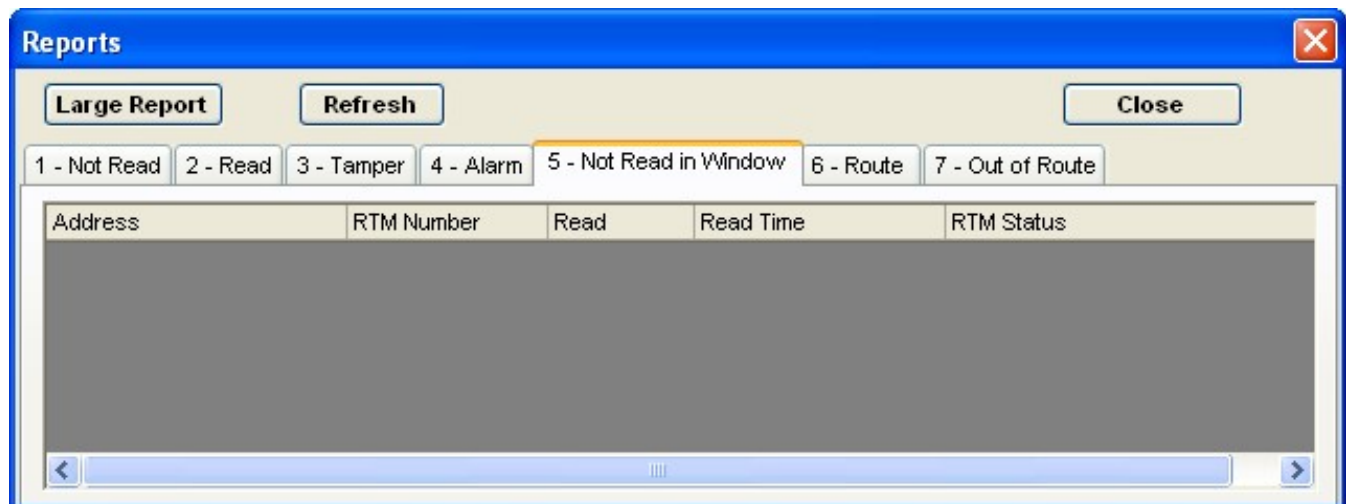 Reports
Large Report Refresh Close
1 - Not Read 2 - Read 3 - Tamper 4 - Alarm 5 - Not Read in Window 6 - Route 7 - Out of Route
Address RTM Number Read Read Time RTM Status